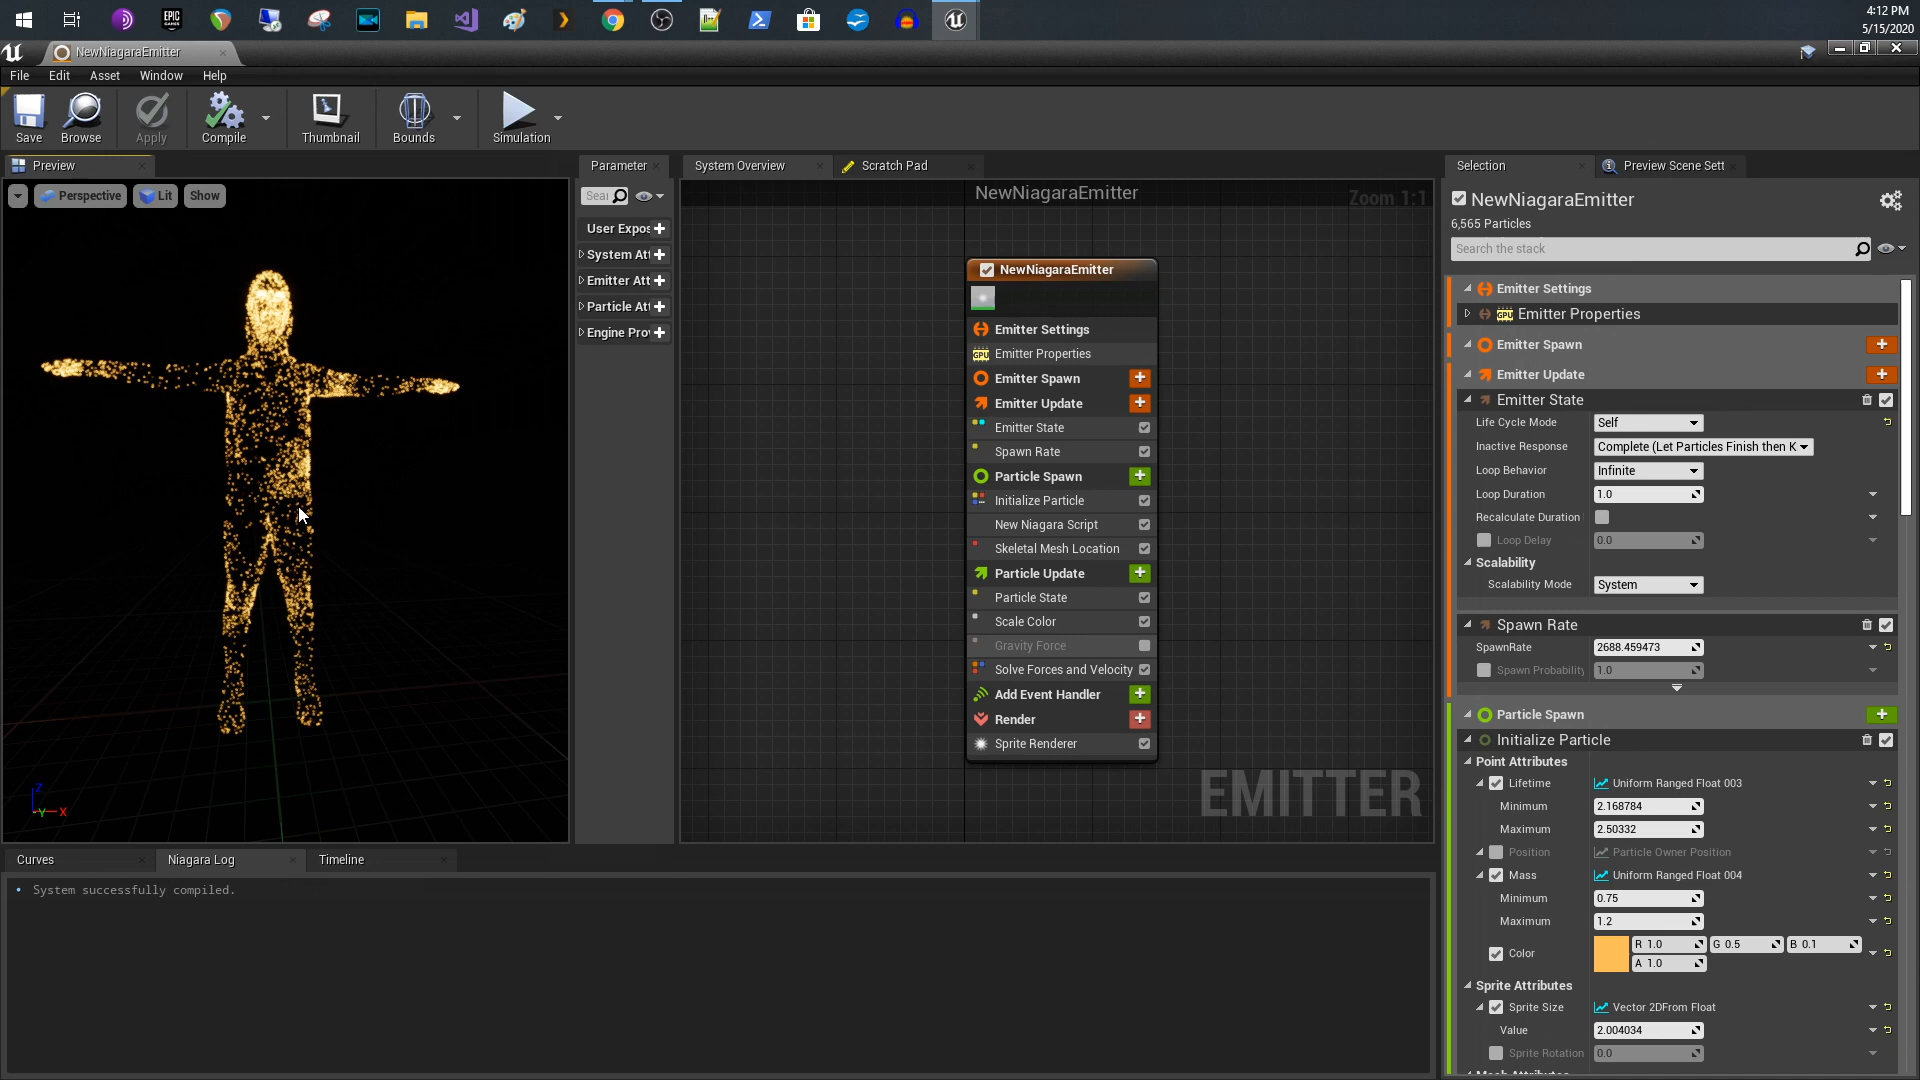 4:12 PM
5/15/2020
NewNiagaraEmitter
File Edit Asset Window Help
Save Browse Apply Compile Thumbnail Bounds Simulation
Preview
Perspective Lit Show
Parameter
Sea
User Expos
System Att
Emitter Att
Particle Att
Engine Pro
System Overview
Scratch Pad
NewNiagaraEmitter
Zoom 1:1
NewNiagaraEmitter
Emitter Settings
GPU Emitter Properties
Emitter Spawn
Emitter Update
Emitter State
Spawn Rate
Particle Spawn
Initialize Particle
New Niagara Script
Skeletal Mesh Location
Particle Update
Particle State
Scale Color
Gravity Force
Solve Forces and Velocity
Add Event Handler
Render
Sprite Renderer
EMITTER
Z
Y X
Curves
Niagara Log
Timeline
System successfully compiled.
Selection
Preview Scene Sett
NewNiagaraEmitter
6,565 Particles
Search the stack
Emitter Settings
GPU Emitter Properties
Emitter Spawn
Emitter Update
Emitter State
Life Cycle Mode Self
Inactive Response Complete (Let Particles Finish then K
Loop Behavior Infinite
Loop Duration 1.0
Recalculate Duration
Loop Delay 0.0
Scalability
Scalability Mode System
Spawn Rate
SpawnRate 2688.459473
Spawn Probability 1.0
Particle Spawn
Initialize Particle
Point Attributes
Lifetime Uniform Ranged Float 003
Minimum 2.168784
Maximum 2.50332
Position Particle Owner Position
Mass Uniform Ranged Float 004
Minimum 0.75
Maximum 1.2
Color R 1.0 G 0.5 B 0.1
A 1.0
Sprite Attributes
Sprite Size Vector 2DFrom Float
Value 2.004034
Sprite Rotation 0.0